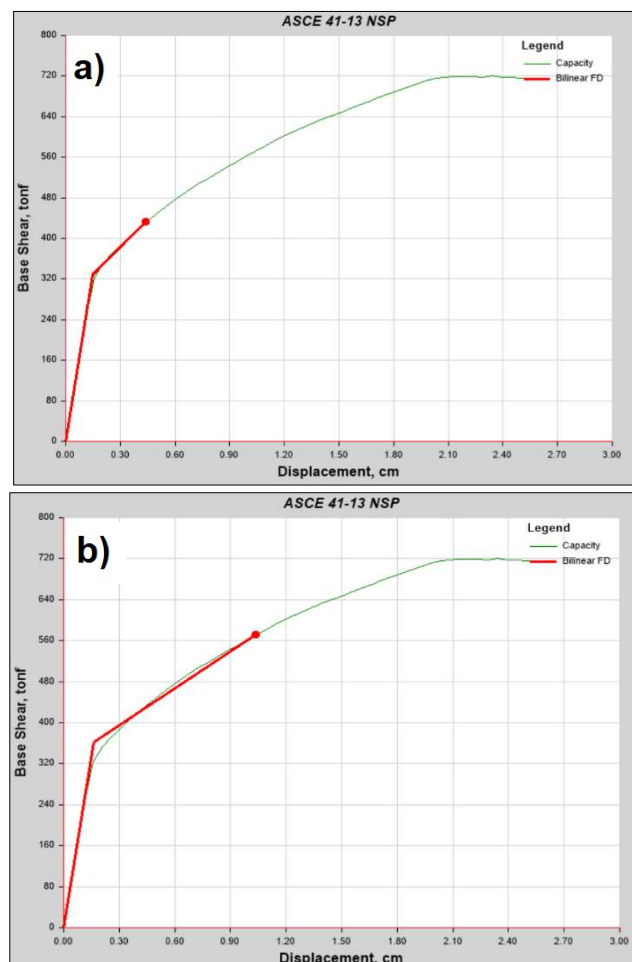 ASCE 41-13 NSP
a)
Legend
Capacity
Bilinear FD
Base Shear, tonf
800
720
640
560
480
400
320
240
160
80
0
0.00 0.30 0.60 0.90 1.20 1.50 1.80 2.10 2.40 2.70 3.00
Displacement, cm
ASCE 41-13 NSP
b)
Legend
Capacity
Bilinear FD
Base Shear, tonf
800
720
640
560
480
400
320
240
160
80
0
0.00 0.30 0.60 0.90 1.20 1.50 1.80 2.10 2.40 2.70 3.00
Displacement, cm